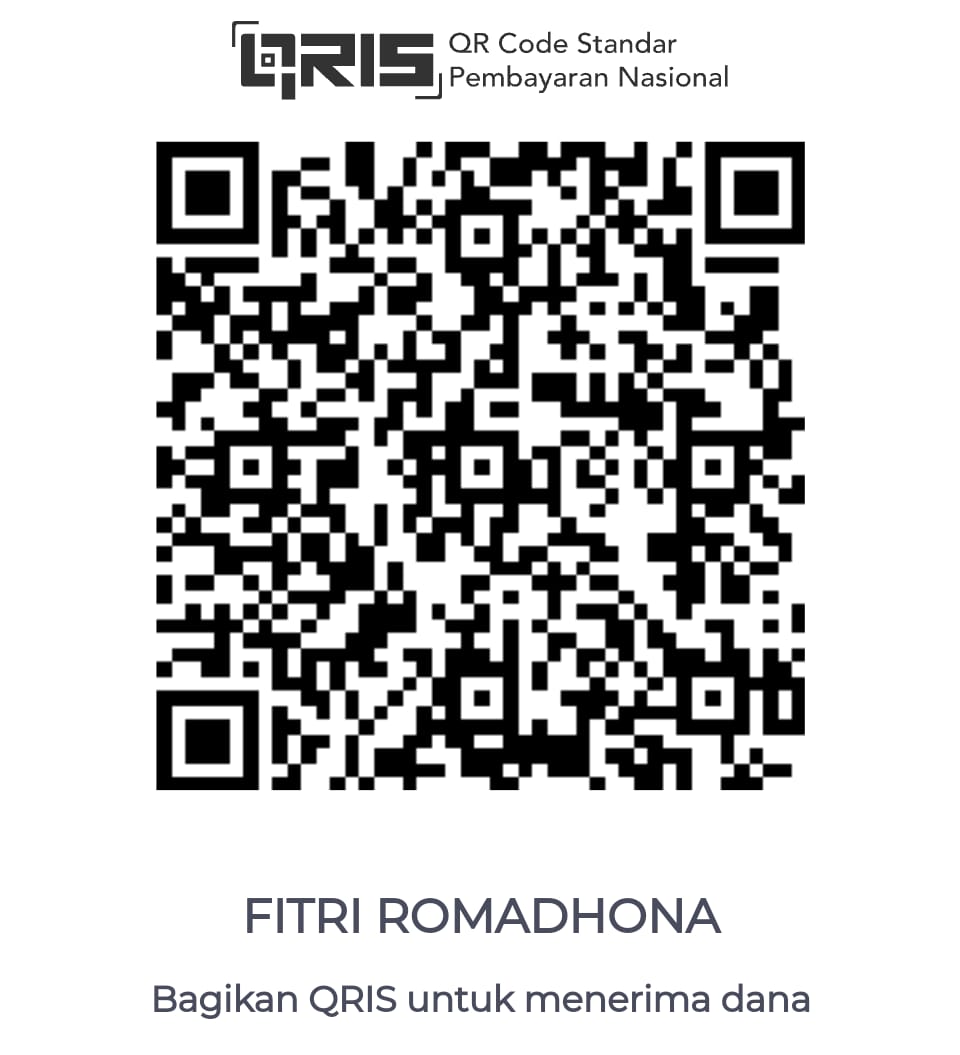 QRIS QR Code Standar
Pembayaran Nasional
FITRI ROMADHONA
Bagikan QRIS untuk menerima dana